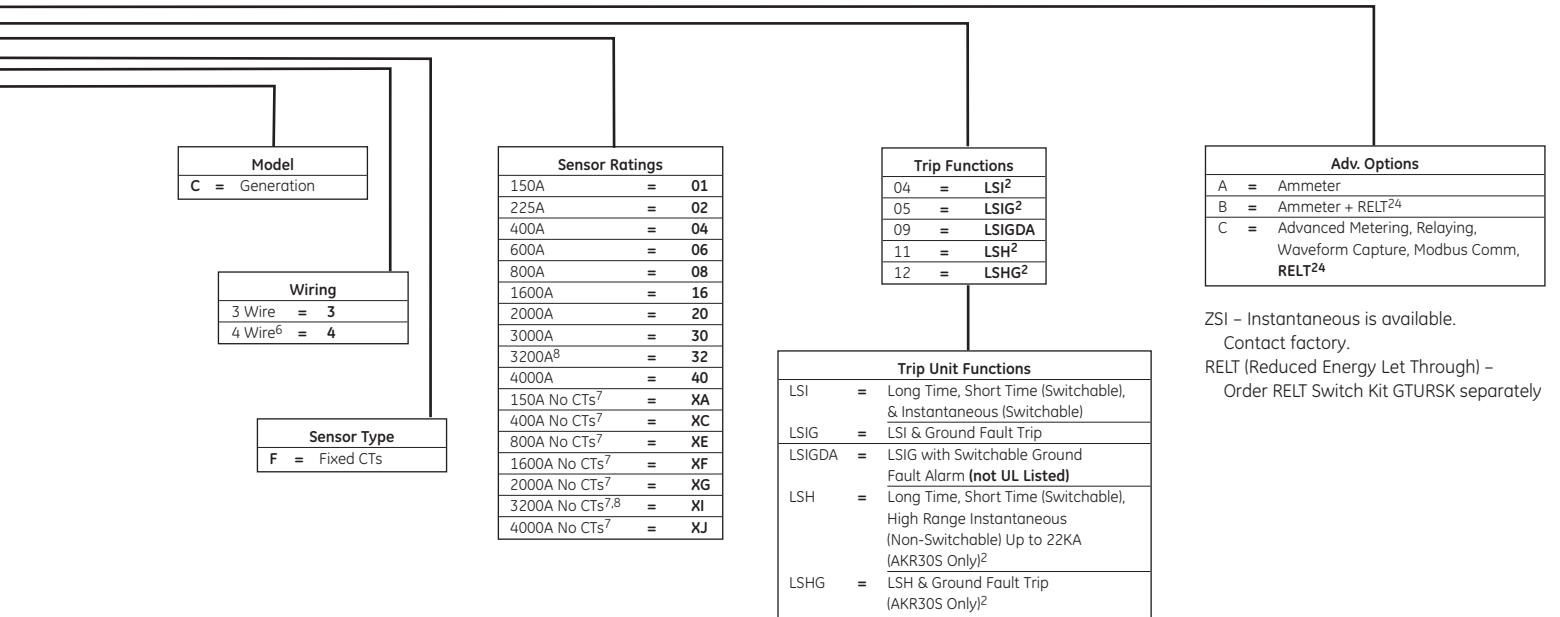 Model
C = Generation
Wiring
3 Wire = 3
4 Wire6 = 4
Sensor Type
F = Fixed CTs
Sensor Ratings
150A = 01
225A = 02
400A = 04
600A = 06
800A = 08
1600A = 16
2000A = 20
3000A = 30
3200A8 = 32
4000A = 40
150A No CTs7 = XA
400A No CTs7 = XC
800A No CTs7 = XE
1600A No CTs7 = XF
2000A No CTs7 = XG
3200A No CTs7,8 = XI
4000A No CTs7 = XJ
Trip Functions
04 = LSI2
05 = LSIG2
09 = LSIGDA
11 = LSH2
12 = LSHG2
Trip Unit Functions
LSI = Long Time, Short Time (Switchable),
& Instantaneous (Switchable)
LSIG = LSI & Ground Fault Trip
LSIGDA = LSIG with Switchable Ground
Fault Alarm (not UL Listed)
LSH = Long Time, Short Time (Switchable),
High Range Instantaneous
(Non-Switchable) Up to 22KA
(AKR30S Only)2
LSHG = LSH & Ground Fault Trip
(AKR30S Only)2
Adv. Options
A = Ammeter
B = Ammeter + RELT24
C = Advanced Metering, Relaying,
Waveform Capture, Modbus Comm,
RELT24
ZSI – Instantaneous is available.
Contact factory.
RELT (Reduced Energy Let Through) –
Order RELT Switch Kit GTURSK separately